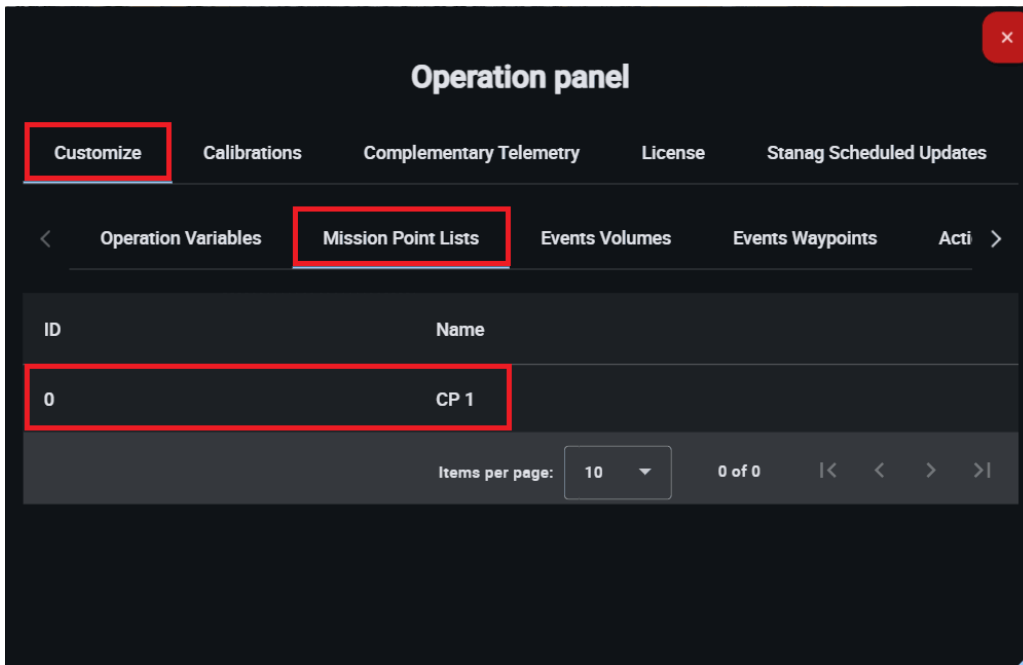 Operation panel
Customize Calibrations Complementary Telemetry License Stanag Scheduled Updates
Operation Variables Mission Point Lists Events Volumes Events Waypoints Acti
ID Name
0 CP 1
Items per page: 10 0 of 0